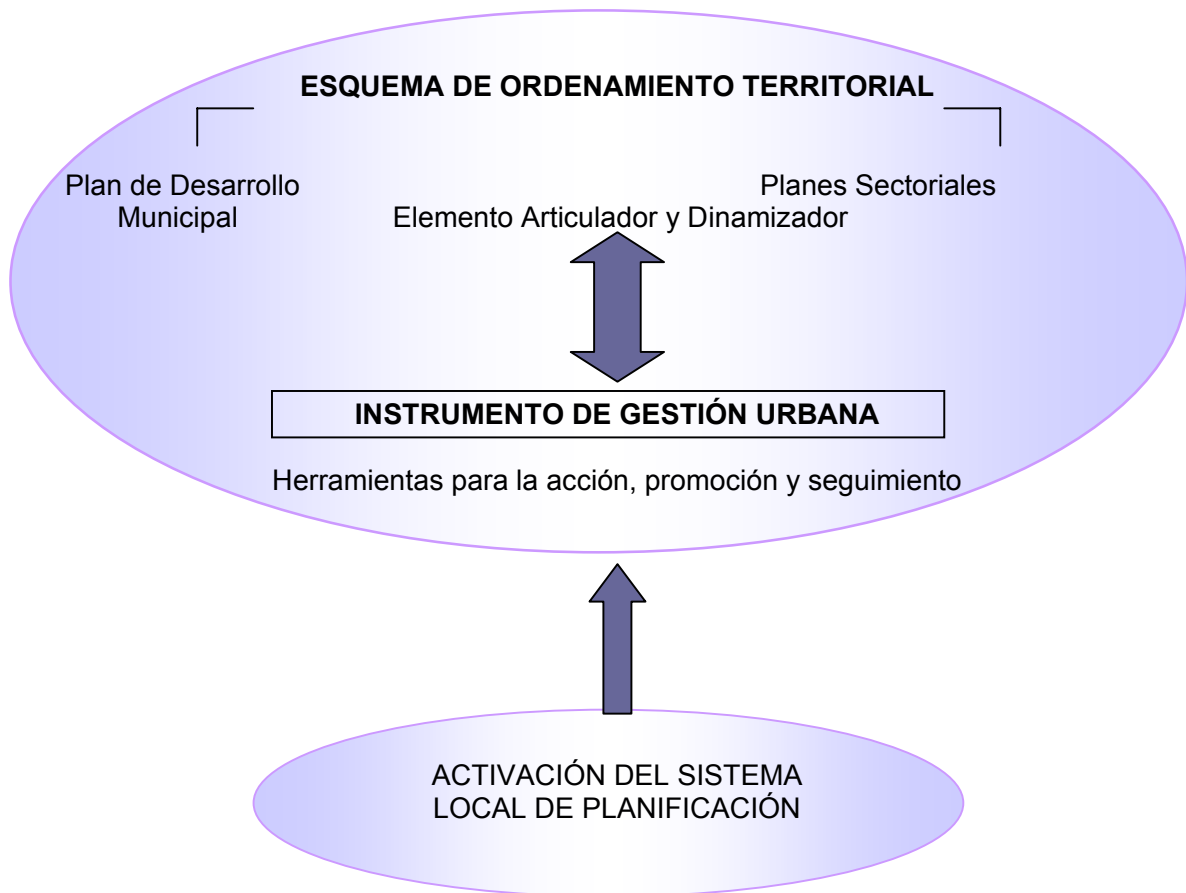 ESQUEMA DE ORDENAMIENTO TERRITORIAL
Plan de Desarrollo
Municipal
Planes Sectoriales
Elemento Articulador y Dinamizador
INSTRUMENTO DE GESTIÓN URBANA
Herramientas para la acción, promoción y seguimiento
ACTIVACIÓN DEL SISTEMA
LOCAL DE PLANIFICACIÓN